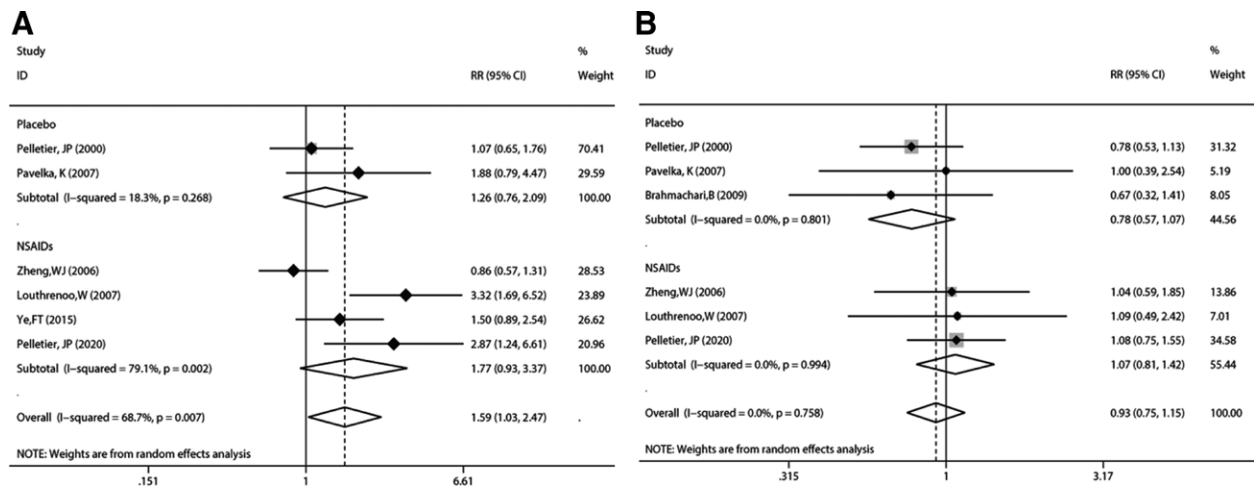 A
Study %
ID RR (95% CI) Weight
Placebo
Pelletier, JP (2000) 1.07 (0.65, 1.76) 70.41
Pavelka, K (2007) 1.88 (0.79, 4.47) 29.59
Subtotal (I-squared = 18.3%, p = 0.268) 1.26 (0.76, 2.09) 100.00
.
NSAIDs
Zheng,WJ (2006) 0.86 (0.57, 1.31) 28.53
Louthrenoo,W (2007) 3.32 (1.69, 6.52) 23.89
Ye,FT (2015) 1.50 (0.89, 2.54) 26.62
Pelletier, JP (2020) 2.87 (1.24, 6.61) 20.96
Subtotal (I-squared = 79.1%, p = 0.002) 1.77 (0.93, 3.37) 100.00
.
Overall (I-squared = 68.7%, p = 0.007) 1.59 (1.03, 2.47) .
NOTE: Weights are from random effects analysis
.151 1 6.61
B
Study %
ID RR (95% CI) Weight
Placebo
Pelletier, JP (2000) 0.78 (0.53, 1.13) 31.32
Pavelka, K (2007) 1.00 (0.39, 2.54) 5.19
Brahmachari,B (2009) 0.67 (0.32, 1.41) 8.05
Subtotal (I-squared = 0.0%, p = 0.801) 0.78 (0.57, 1.07) 44.56
.
NSAIDs
Zheng,WJ (2006) 1.04 (0.59, 1.85) 13.86
Louthrenoo,W (2007) 1.09 (0.49, 2.42) 7.01
Pelletier, JP (2020) 1.08 (0.75, 1.55) 34.58
Subtotal (I-squared = 0.0%, p = 0.994) 1.07 (0.81, 1.42) 55.44
.
Overall (I-squared = 0.0%, p = 0.758) 0.93 (0.75, 1.15) 100.00
NOTE: Weights are from random effects analysis
.315 1 3.17